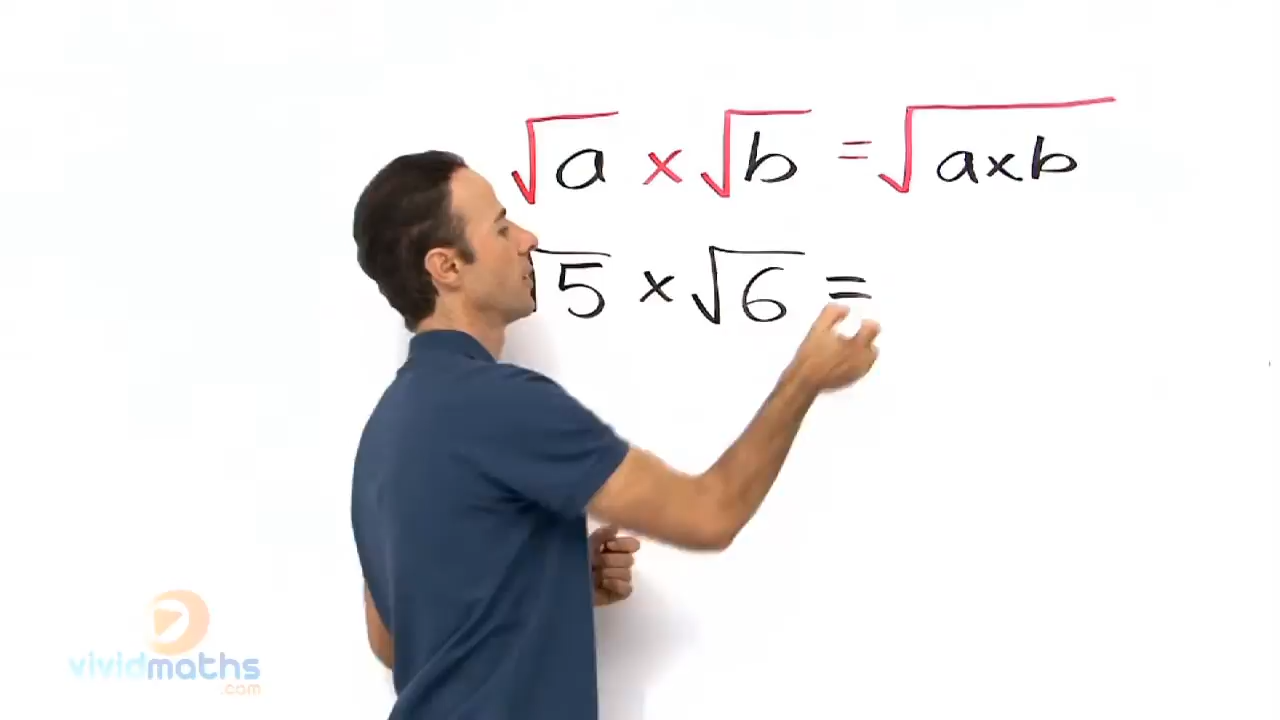 √a × √b = √a×b
√5 × √6 =
vividmaths
.com